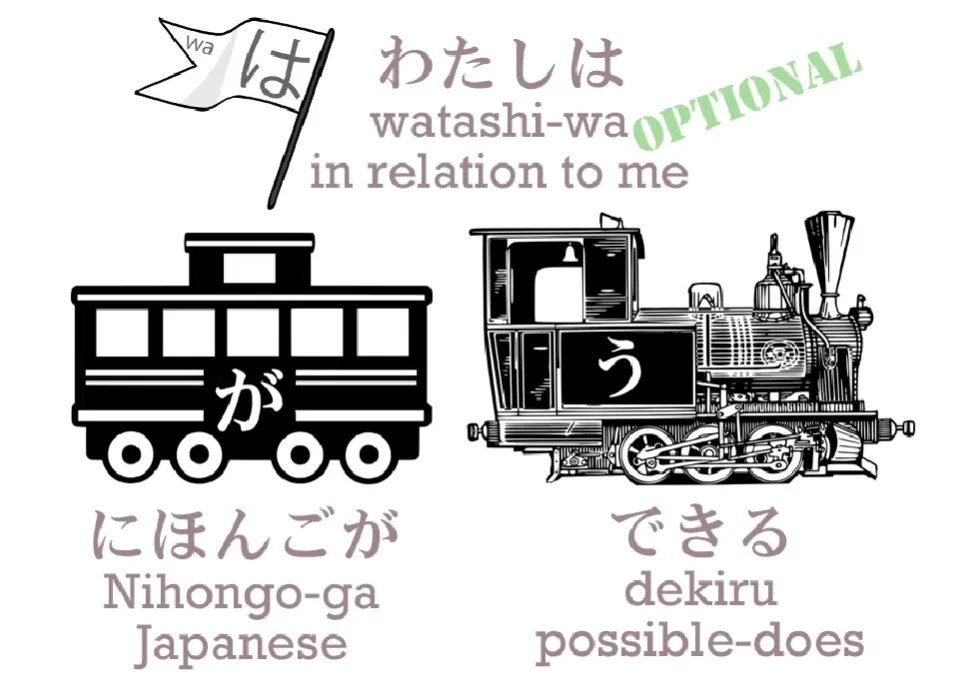 wa
は
わたしは
watashi-wa
OPTIONAL
in relation to me
が
う
にほんごが
Nihongo-ga
Japanese
できる
dekiru
possible-does